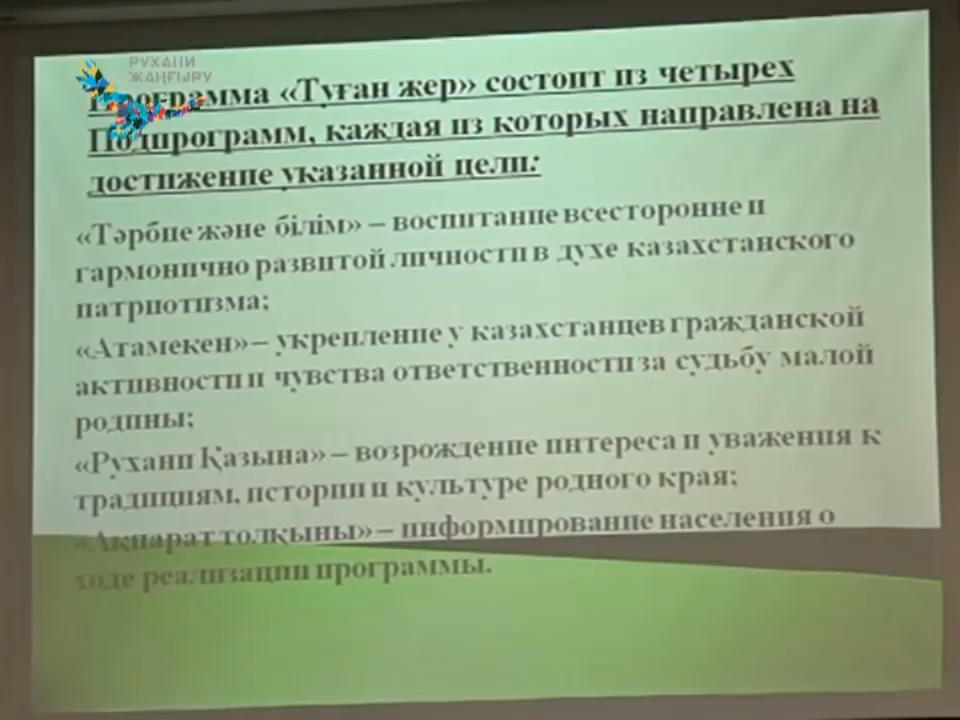 РУХАНИ
ЖАҢҒЫРУ
Программа «Туған жер» состоит из четырех
Подпрограмм, каждая из которых направлена на
достижение указанной цели:
«Тәрбие және білім» – воспитание всесторонне и
гармонично развитой личности в духе казахстанского
патриотизма;
«Атамекен»– укрепление у казахстанцев гражданской
активности и чувства ответственности за судьбу малой
родины;
«Рухани Қазына» – возрождение интереса и уважения к
традициям, истории и культуре родного края;
«Ақпарат толқыны» – информирование населения о
ходе реализации программы.